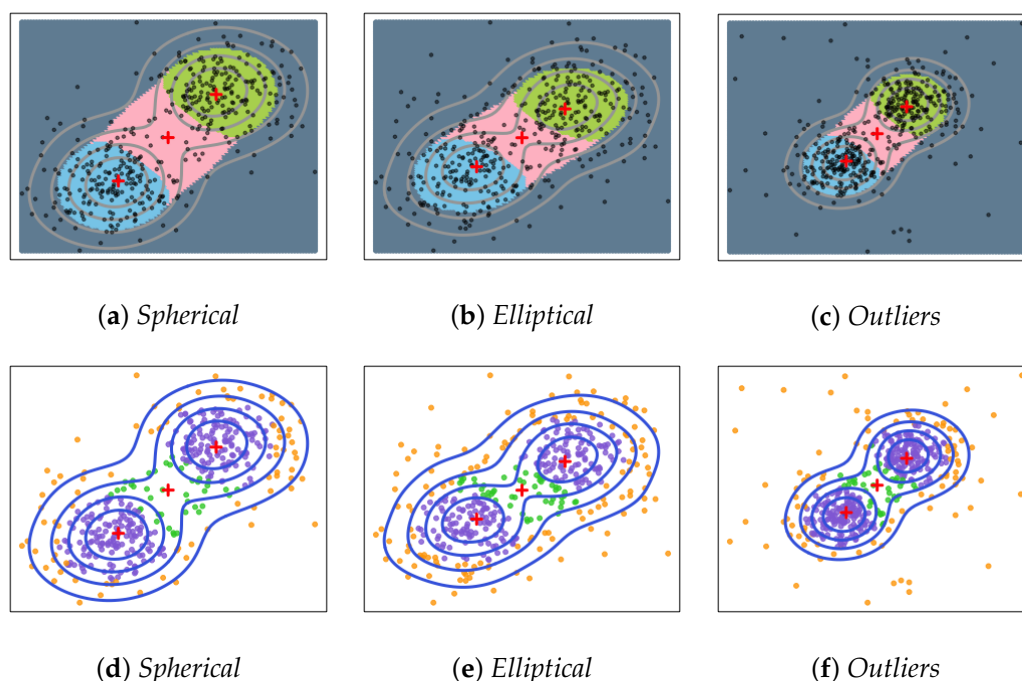 (a) Spherical
(b) Elliptical
(c) Outliers
(d) Spherical
(e) Elliptical
(f) Outliers